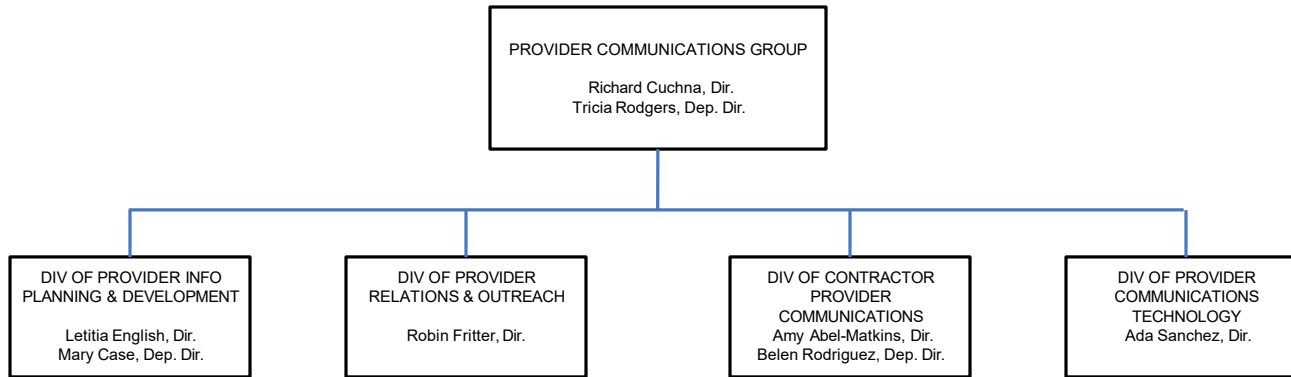 PROVIDER COMMUNICATIONS GROUP
Richard Cuchna, Dir.
Tricia Rodgers, Dep. Dir.
DIV OF PROVIDER INFO
PLANNING & DEVELOPMENT
Letitia English, Dir.
Mary Case, Dep. Dir.
DIV OF PROVIDER
RELATIONS & OUTREACH
Robin Fritter, Dir.
DIV OF CONTRACTOR
PROVIDER
COMMUNICATIONS
Amy Abel-Matkins, Dir.
Belen Rodriguez, Dep. Dir.
DIV OF PROVIDER
COMMUNICATIONS
TECHNOLOGY
Ada Sanchez, Dir.